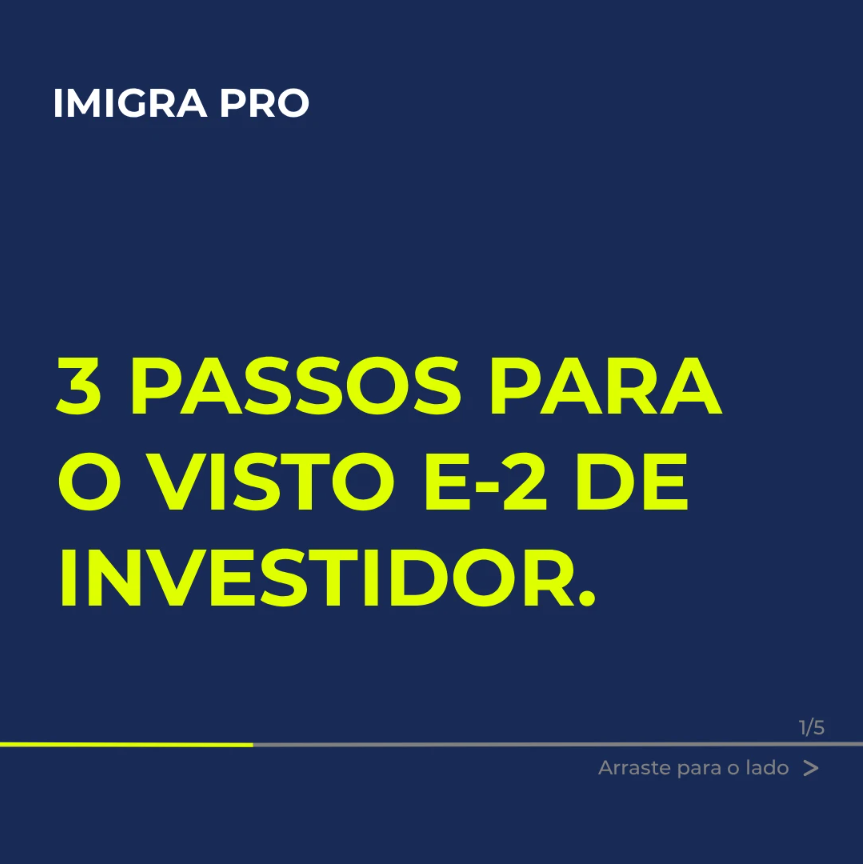 IMIGRA PRO
3 PASSOS PARA
O VISTO E-2 DE
INVESTIDOR.
1/5
Arraste para o lado >